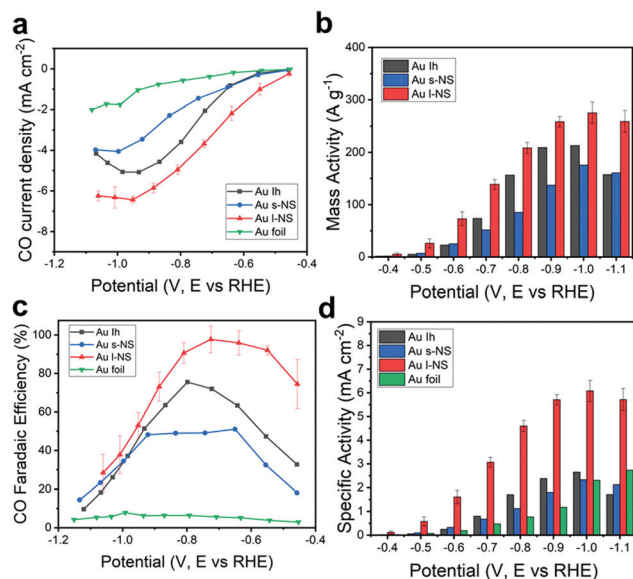 a
CO current density (mA cm⁻²)
0
-2
-4
-6
-8
Au Ih
Au s-NS
Au l-NS
Au foil
-1.2 -1.0 -0.8 -0.6 -0.4
Potential (V, E vs RHE)
b
Mass Activity (A g⁻¹)
400
300
200
100
0
Au Ih
Au s-NS
Au l-NS
-0.4 -0.5 -0.6 -0.7 -0.8 -0.9 -1.0 -1.1
Potential (V, E vs RHE)
c
CO Faradaic Efficiency (%)
100
80
60
40
20
0
Au Ih
Au s-NS
Au l-NS
Au foil
-1.2 -1.0 -0.8 -0.6 -0.4
Potential (V, E vs RHE)
d
Specific Activity (mA cm⁻²)
9
8
7
6
5
4
3
2
1
0
Au Ih
Au s-NS
Au l-NS
Au foil
-0.4 -0.5 -0.6 -0.7 -0.8 -0.9 -1.0 -1.1
Potential (V, E vs RHE)